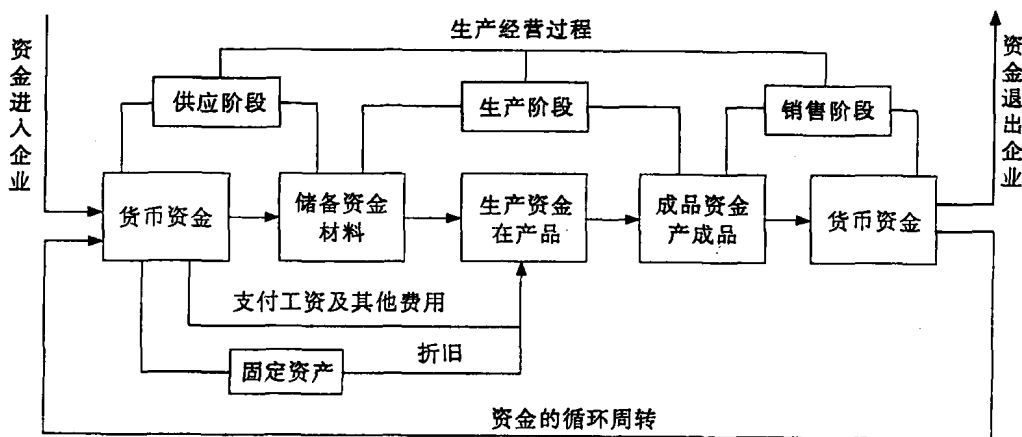 生产经营过程
资金进入企业
资金退出企业
供应阶段
生产阶段
销售阶段
货币资金
储备资金
材料
生产资金
在产品
成品资金
产成品
货币资金
支付工资及其他费用
折旧
固定资产
资金的循环周转